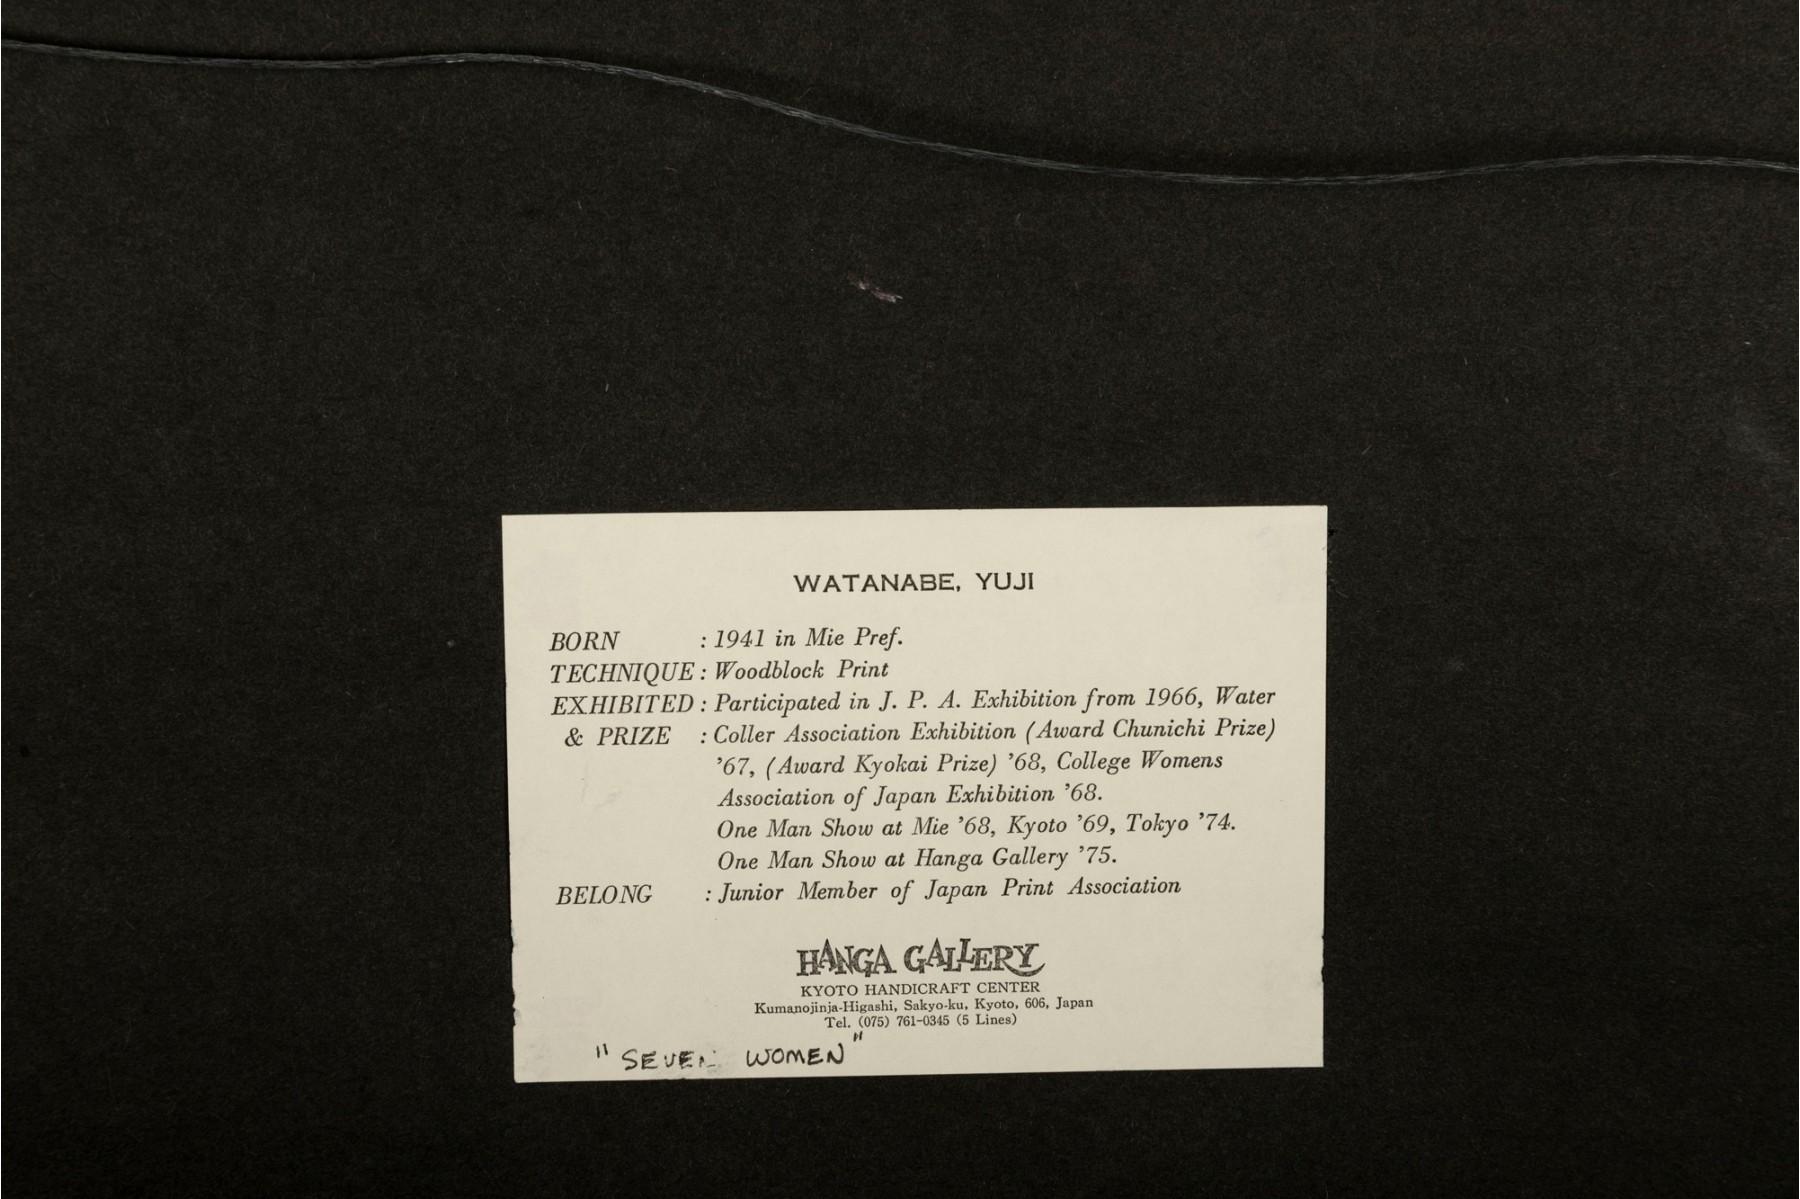 WATANABE, YUJI
BORN : 1941 in Mie Pref.
TECHNIQUE : Woodblock Print
EXHIBITED : Participated in J. P. A. Exhibition from 1966, Water
& PRIZE : Coller Association Exhibition (Award Chunichi Prize)
'67, (Award Kyokai Prize) '68, College Womens
Association of Japan Exhibition '68.
One Man Show at Mie '68, Kyoto '69, Tokyo '74.
One Man Show at Hanga Gallery '75.
BELONG : Junior Member of Japan Print Association
HANGA GALLERY
KYOTO HANDICRAFT CENTER
Kumanojinja-Higashi, Sakyo-ku, Kyoto, 606, Japan
Tel. (075) 761-0345 (5 Lines)
"SEVEN WOMEN"